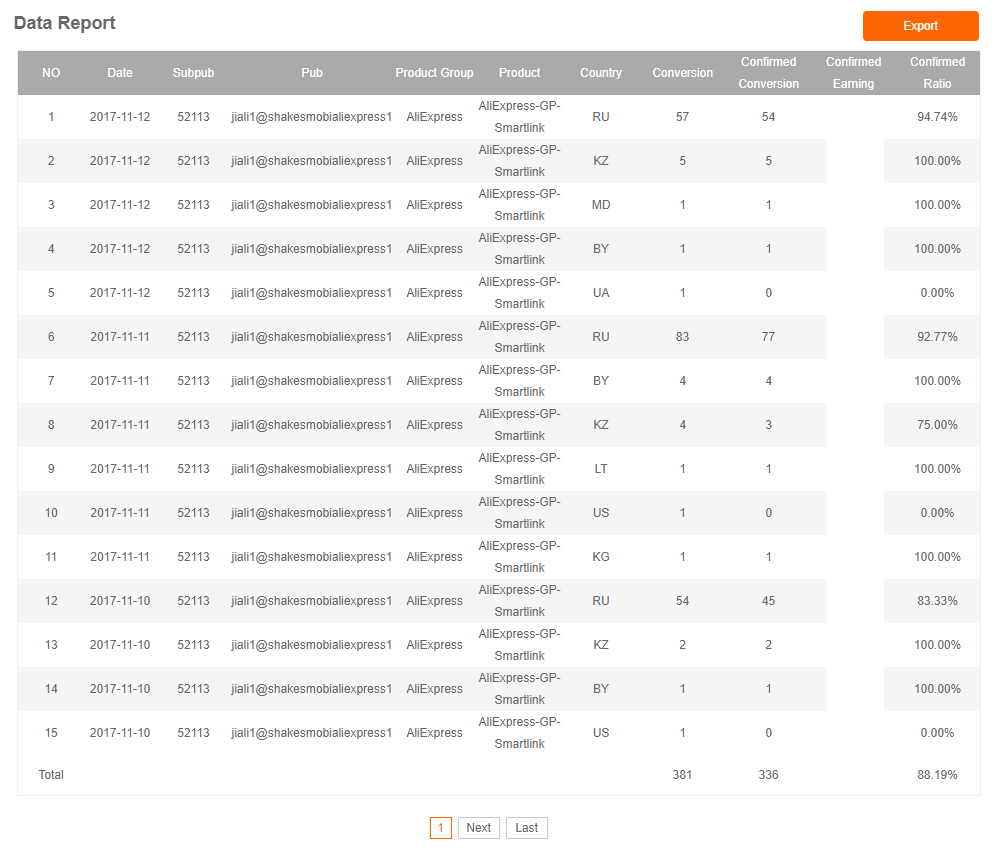 Data Report
Export
NO Date Subpub Pub Product Group Product Country Conversion Confirmed Conversion Confirmed Earning Confirmed Ratio
1 2017-11-12 52113 jiali1@shakesmobialiexpress1 AliExpress AliExpress-GP-Smartlink RU 57 54 94.74%
2 2017-11-12 52113 jiali1@shakesmobialiexpress1 AliExpress AliExpress-GP-Smartlink KZ 5 5 100.00%
3 2017-11-12 52113 jiali1@shakesmobialiexpress1 AliExpress AliExpress-GP-Smartlink MD 1 1 100.00%
4 2017-11-12 52113 jiali1@shakesmobialiexpress1 AliExpress AliExpress-GP-Smartlink BY 1 1 100.00%
5 2017-11-12 52113 jiali1@shakesmobialiexpress1 AliExpress AliExpress-GP-Smartlink UA 1 0 0.00%
6 2017-11-11 52113 jiali1@shakesmobialiexpress1 AliExpress AliExpress-GP-Smartlink RU 83 77 92.77%
7 2017-11-11 52113 jiali1@shakesmobialiexpress1 AliExpress AliExpress-GP-Smartlink BY 4 4 100.00%
8 2017-11-11 52113 jiali1@shakesmobialiexpress1 AliExpress AliExpress-GP-Smartlink KZ 4 3 75.00%
9 2017-11-11 52113 jiali1@shakesmobialiexpress1 AliExpress AliExpress-GP-Smartlink LT 1 1 100.00%
10 2017-11-11 52113 jiali1@shakesmobialiexpress1 AliExpress AliExpress-GP-Smartlink US 1 0 0.00%
11 2017-11-11 52113 jiali1@shakesmobialiexpress1 AliExpress AliExpress-GP-Smartlink KG 1 1 100.00%
12 2017-11-10 52113 jiali1@shakesmobialiexpress1 AliExpress AliExpress-GP-Smartlink RU 54 45 83.33%
13 2017-11-10 52113 jiali1@shakesmobialiexpress1 AliExpress AliExpress-GP-Smartlink KZ 2 2 100.00%
14 2017-11-10 52113 jiali1@shakesmobialiexpress1 AliExpress AliExpress-GP-Smartlink BY 1 1 100.00%
15 2017-11-10 52113 jiali1@shakesmobialiexpress1 AliExpress AliExpress-GP-Smartlink US 1 0 0.00%
Total 381 336 88.19%
1 Next Last